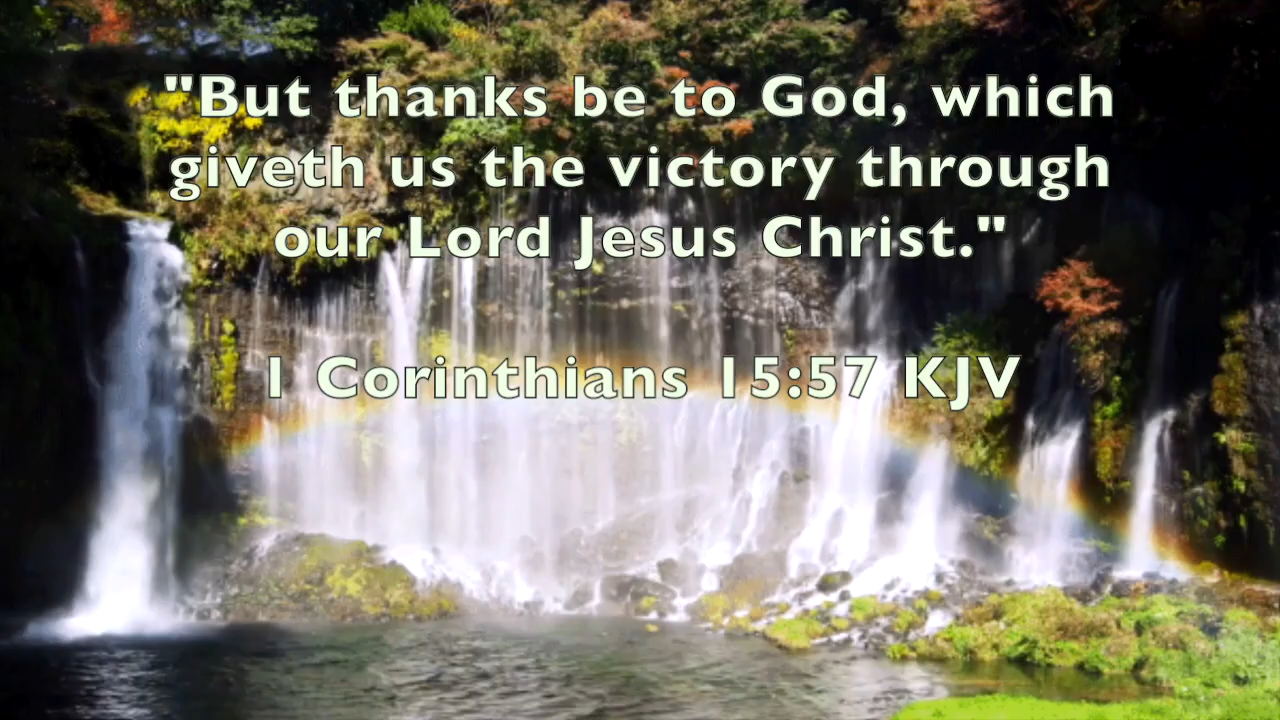 "But thanks be to God, which
giveth us the victory through
our Lord Jesus Christ."
1 Corinthians 15:57 KJV